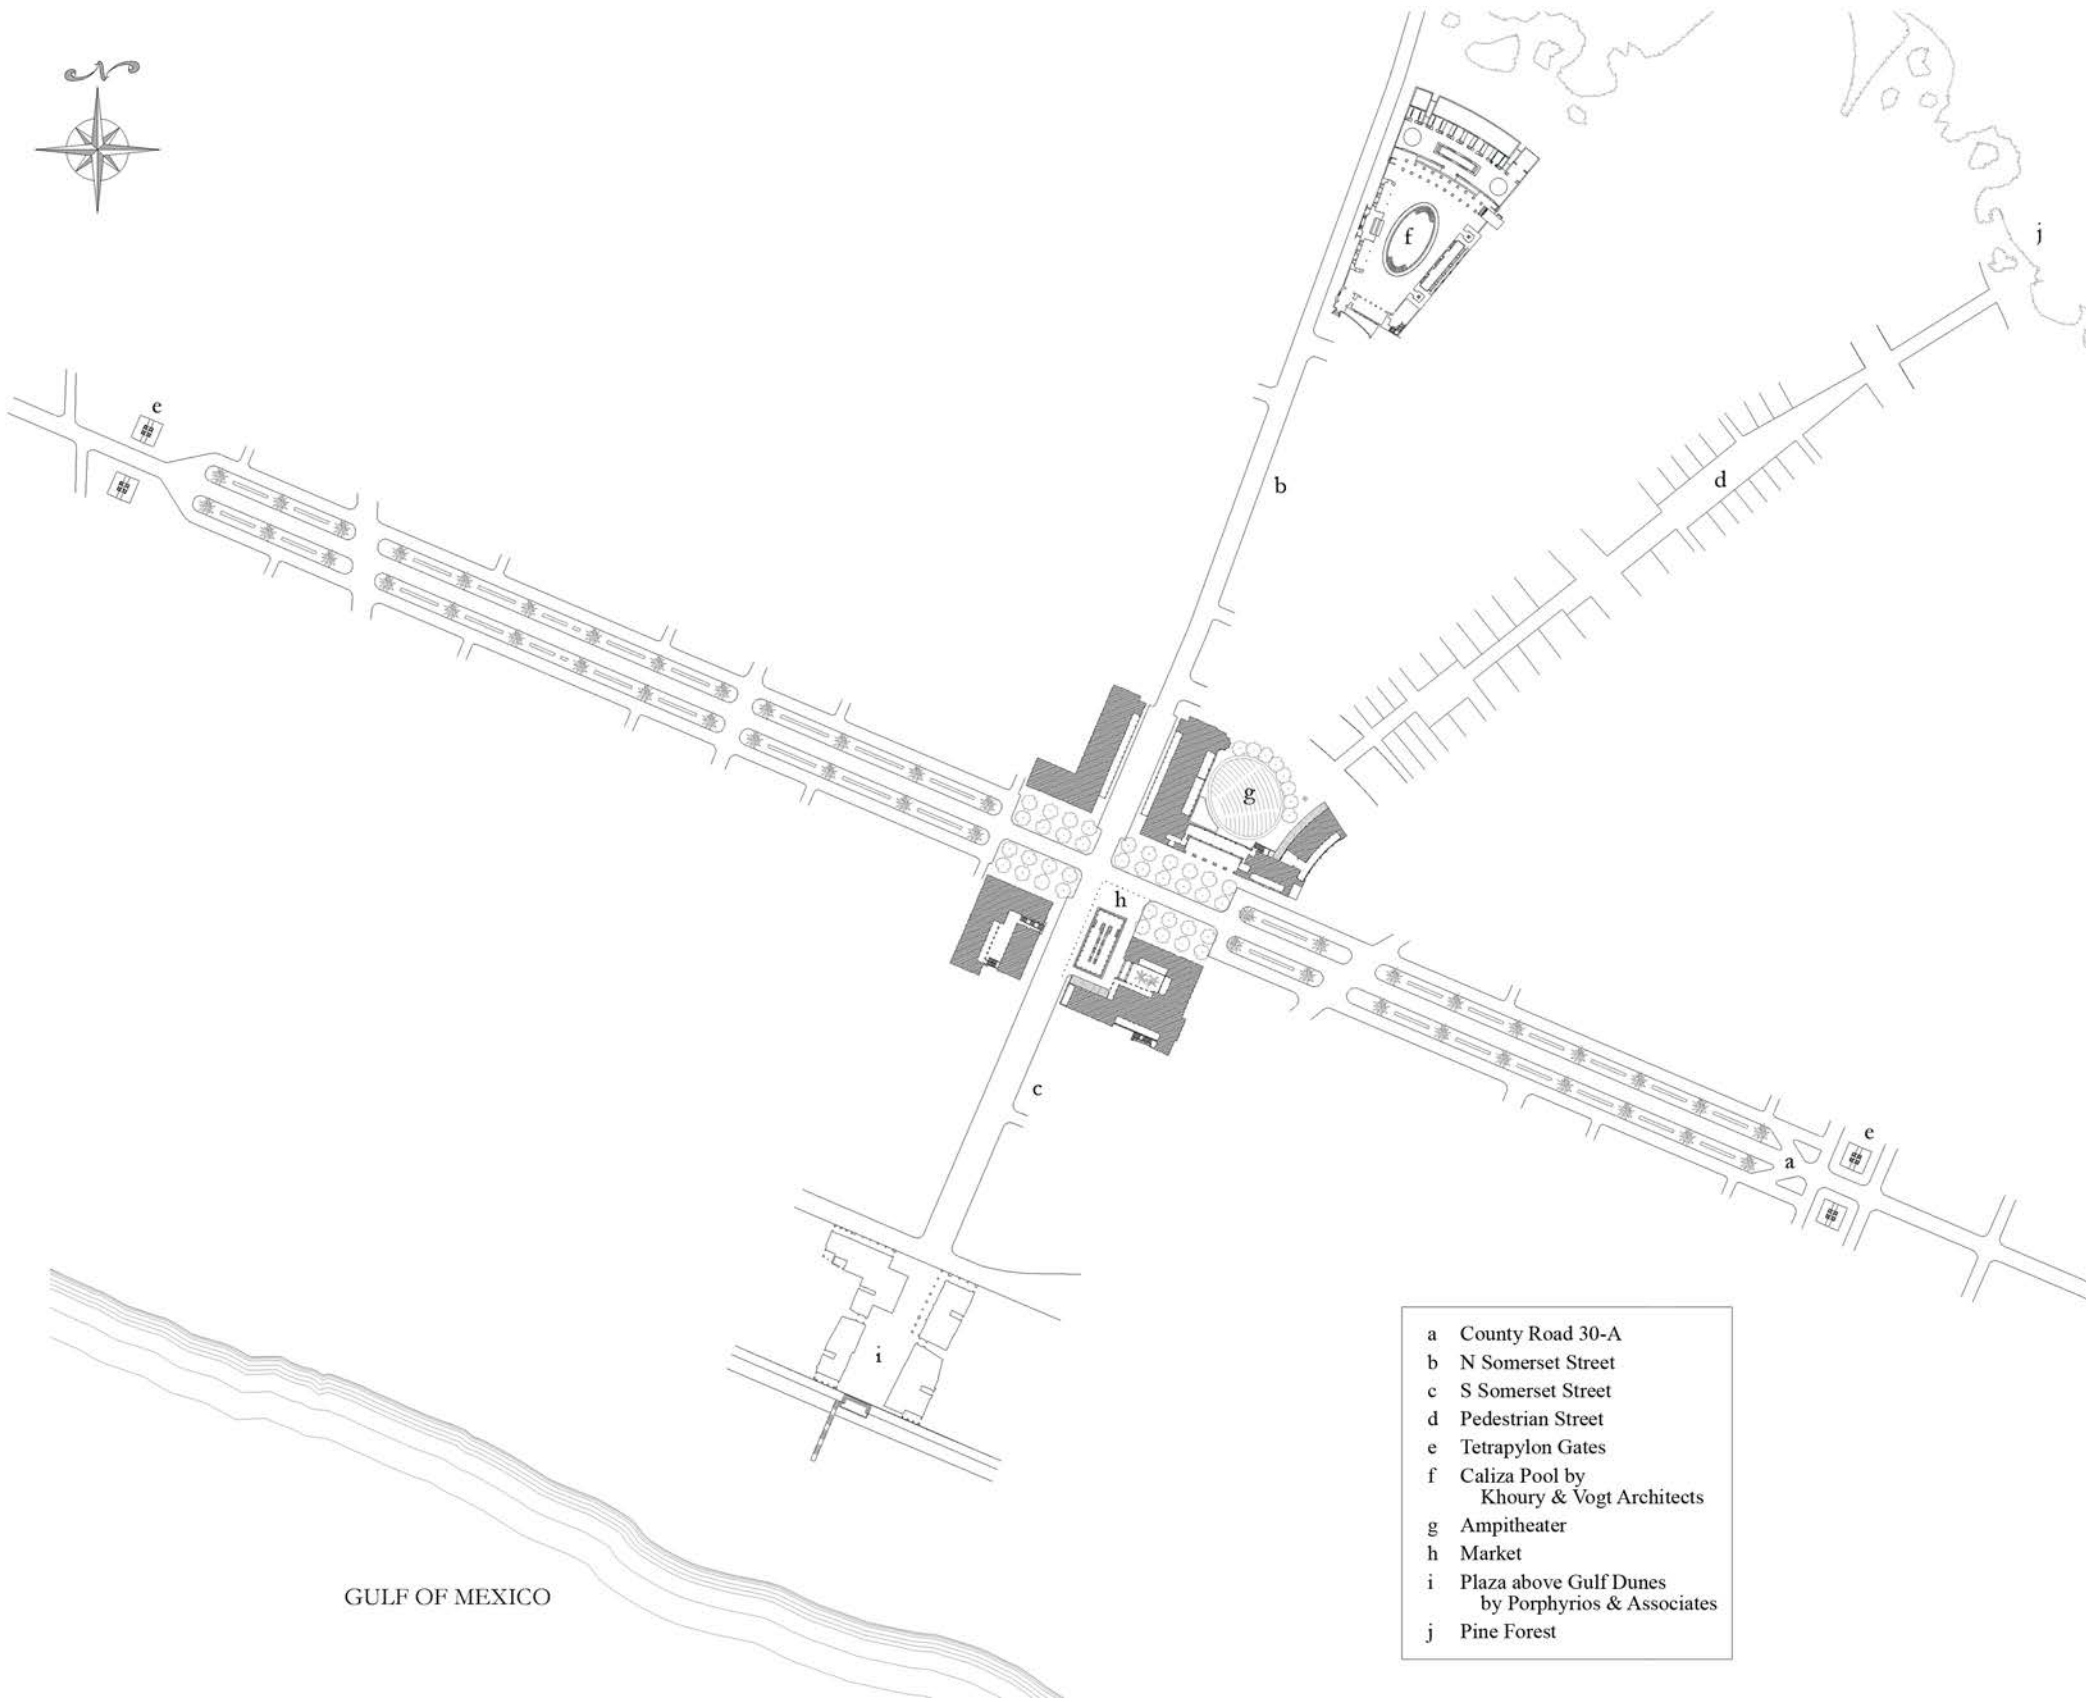 N
f
j
e
b
d
g
h
c
e
a
i
GULF OF MEXICO
a County Road 30-A
b N Somerset Street
c S Somerset Street
d Pedestrian Street
e Tetrapylon Gates
f Caliza Pool by
Khoury & Vogt Architects
g Ampitheater
h Market
i Plaza above Gulf Dunes
by Porphyrios & Associates
j Pine Forest